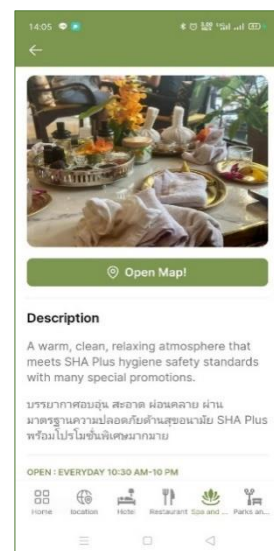 14:05
Open Map!
Description
A warm, clean, relaxing atmosphere that
meets SHA Plus hygiene safety standards
with many special promotions.
บรรยากาศอบอุ่น สะอาด ผ่อนคลาย ผ่าน
มาตรฐานความปลอดภัยด้านสุขอนามัย SHA Plus
พร้อมโปรโมชั่นพิเศษมากมาย
OPEN : EVERYDAY 10:30 AM-10 PM
Home location Hotel Restaurant Spa and ... Parks an...